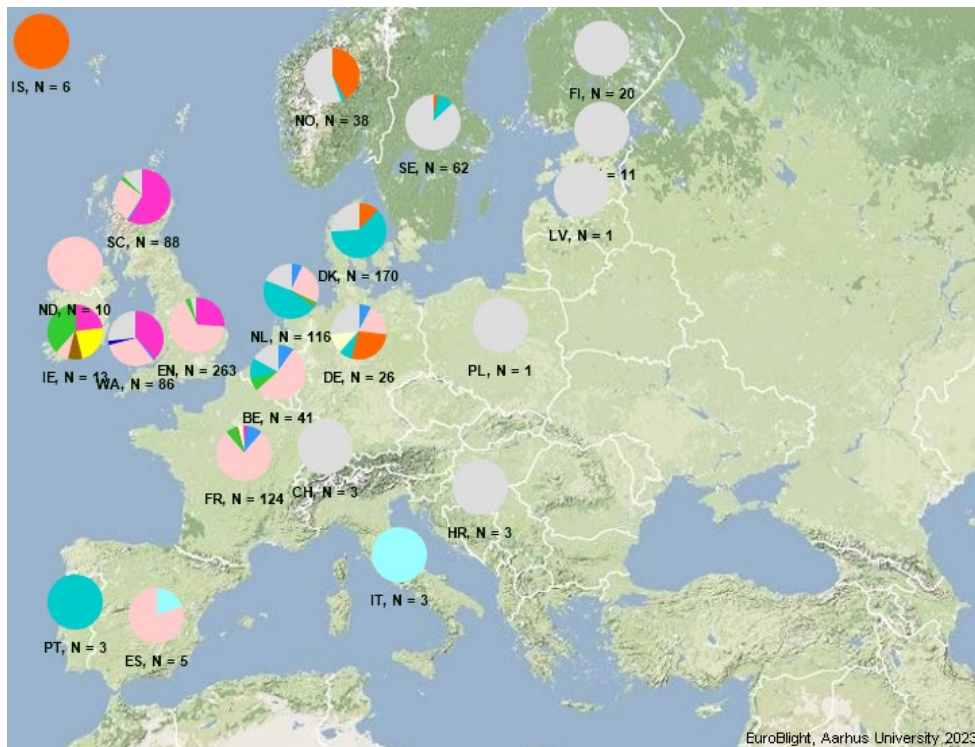 IS, N = 6
NO, N = 38
FI, N = 20
SE, N = 62
= 11
LV, N = 1
SC, N = 88
DK, N = 170
ND, N = 10
NL, N = 116
IE, N = 13
WA, N = 86
EN, N = 263
DE, N = 26
PL, N = 1
BE, N = 41
FR, N = 124
CH, N = 3
HR, N = 3
IT, N = 3
PT, N = 3
ES, N = 5
EuroBlight, Aarhus University, 2023